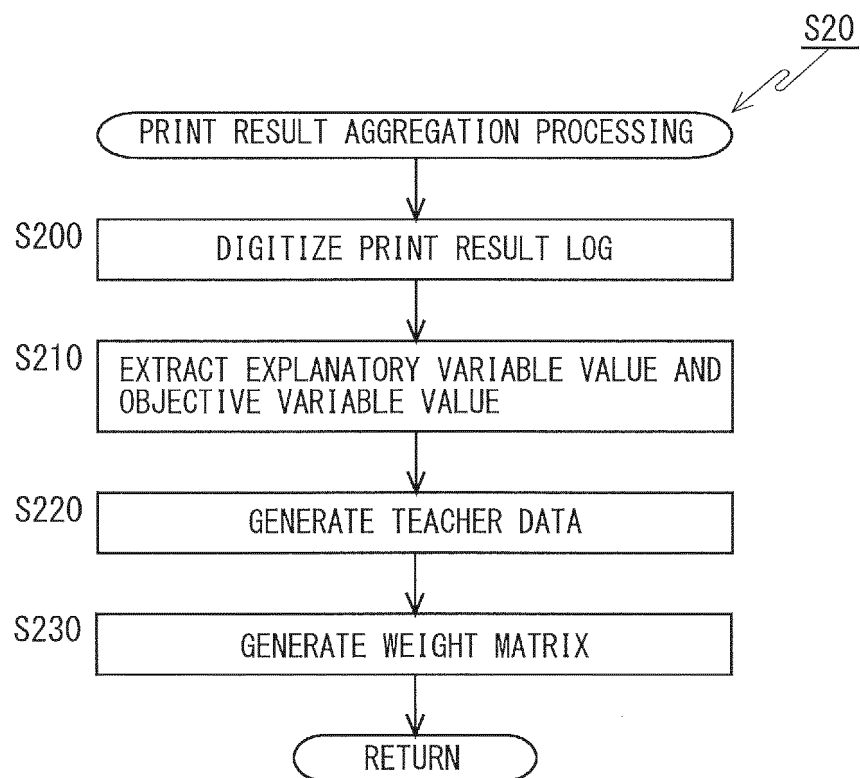 S20
PRINT RESULT AGGREGATION PROCESSING
S200
DIGITIZE PRINT RESULT LOG
S210
EXTRACT EXPLANATORY VARIABLE VALUE AND
OBJECTIVE VARIABLE VALUE
S220
GENERATE TEACHER DATA
S230
GENERATE WEIGHT MATRIX
RETURN